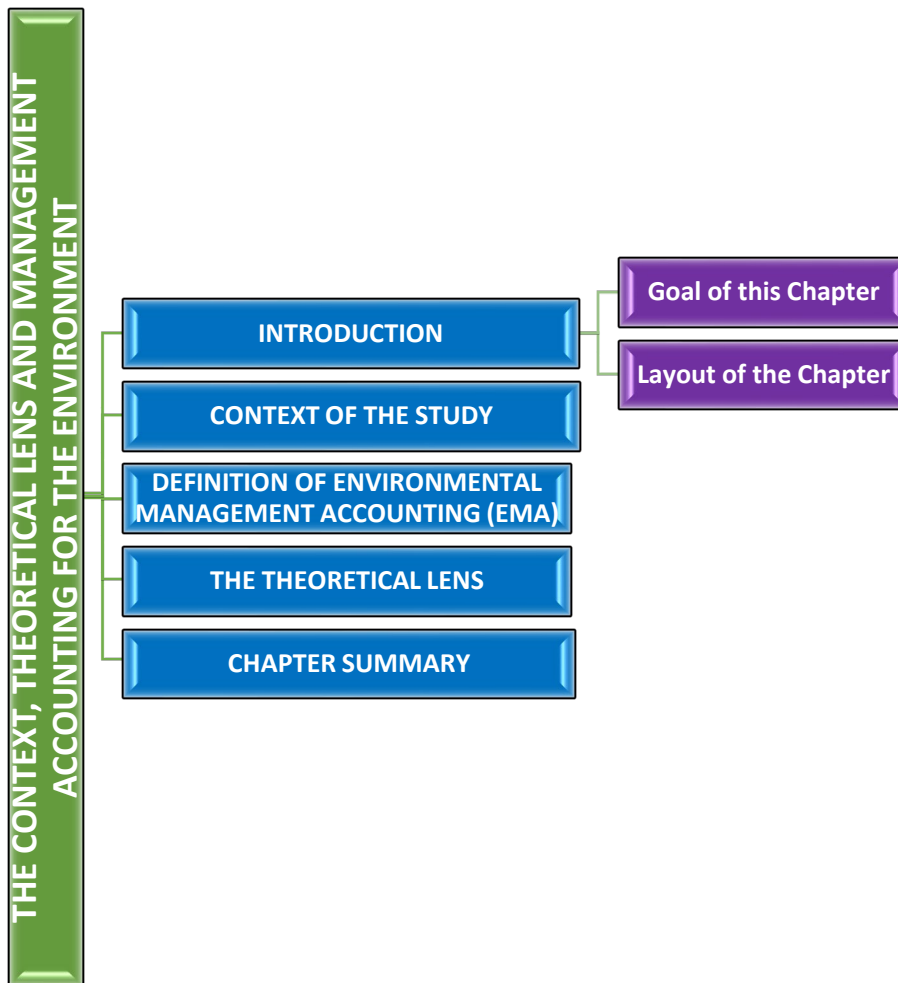 THE CONTEXT, THEORETICAL LENS AND MANAGEMENT
ACCOUNTING FOR THE ENVIRONMENT
INTRODUCTION
Goal of this Chapter
Layout of the Chapter
CONTEXT OF THE STUDY
DEFINITION OF ENVIRONMENTAL
MANAGEMENT ACCOUNTING (EMA)
THE THEORETICAL LENS
CHAPTER SUMMARY